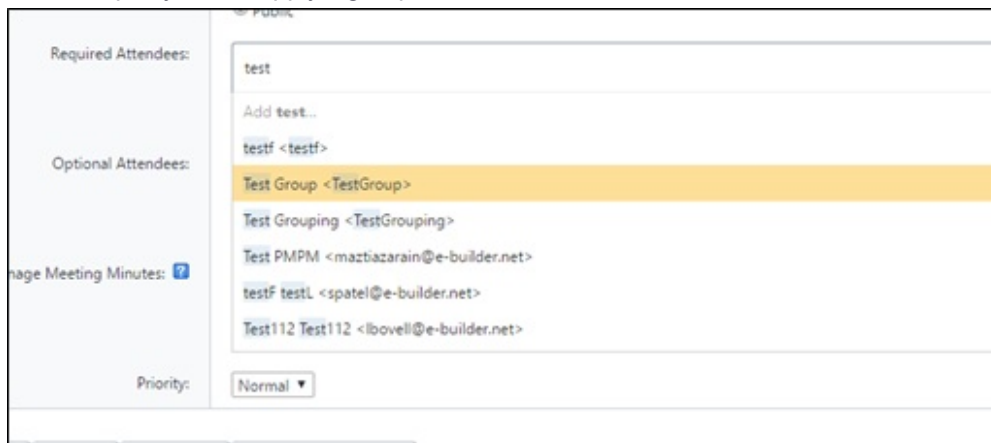 Public
Required Attendees:
test
Add test...
testf <testf>
Optional Attendees:
Test Group <TestGroup>
Test Grouping <TestGrouping>
Test PMPM <maztiazarain@e-builder.net>
nage Meeting Minutes: ?
testF testL <spatel@e-builder.net>
Test112 Test112 <lbovell@e-builder.net>
Priority:
Normal ▼